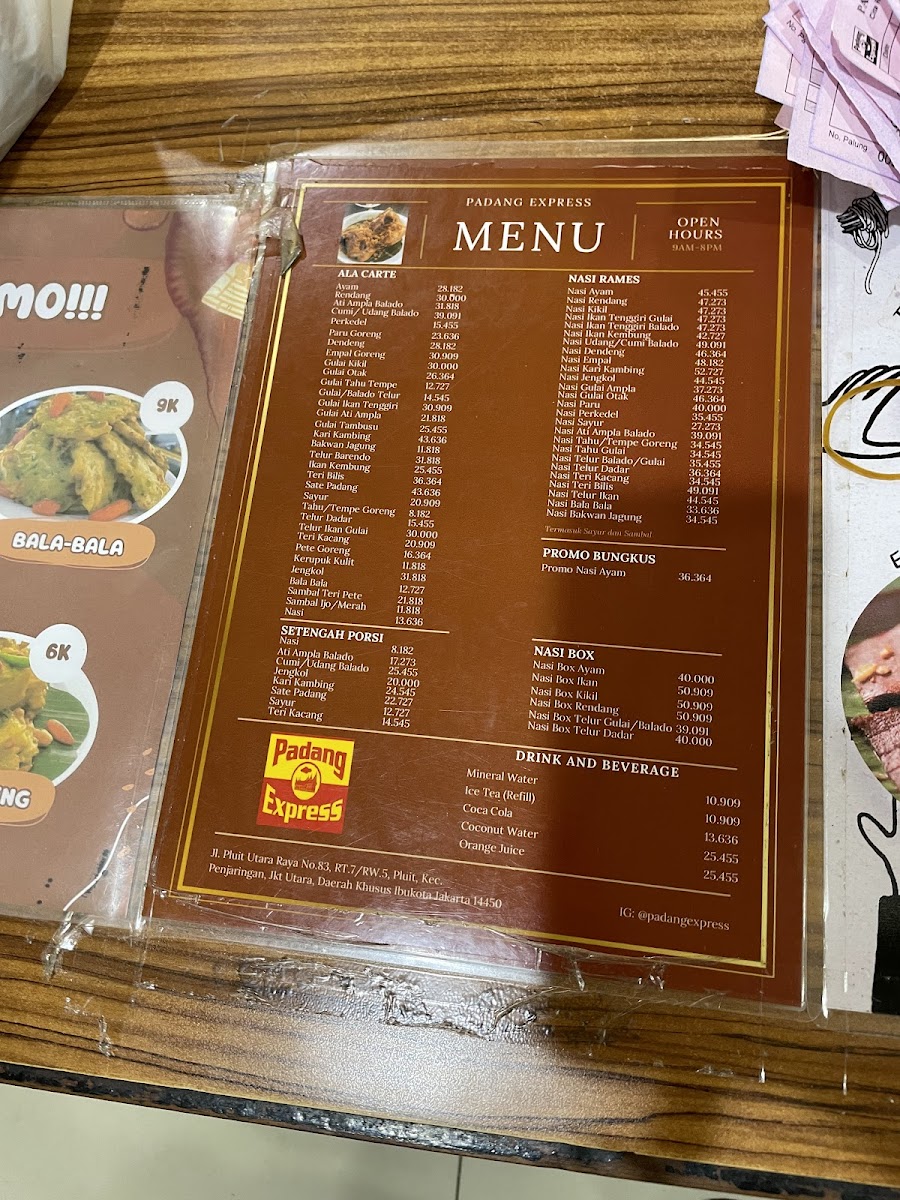 PADANG EXPRESS
MENU
OPEN
HOURS
9AM-8PM
ALA CARTE
Ayam 28.182
Rendang 30.000
Ati Ampla Balado 31.818
Cumi/ Udang Balado 39.091
Perkedel 15.455
Paru Goreng 23.636
Dendeng 28.182
Empal Goreng 30.909
Gulai Kikil 30.000
Gulai Otak 26.364
Gulai Tahu Tempe 12.727
Gulai/Balado Telur 14.545
Gulai Ikan Tenggiri 30.909
Gulai Ati Ampla 21.818
Gulai Tambusu 25.455
Kari Kambing 43.636
Bakwan Jagung 11.818
Telur Barendo 31.818
Ikan Kembung 25.455
Teri Bilis 36.364
Sate Padang 43.636
Sayur 20.909
Tahu/Tempe Goreng 8.182
Telur Dadar 15.455
Telur Ikan Gulai 30.000
Teri Kacang 20.909
Pete Goreng 16.364
Kerupuk Kulit 11.818
Jengkol 31.818
Bala Bala 12.727
Sambal Teri Pete 21.818
Sambal Ijo/Merah 11.818
Nasi 13.636
SETENGAH PORSI
Nasi 8.182
Ati Ampla Balado 17.273
Cumi/Udang Balado 25.455
Jengkol 20.000
Kari Kambing 24.545
Sate Padang 22.727
Sayur 12.727
Teri Kacang 14.545
NASI RAMES
Nasi Ayam 45.455
Nasi Rendang 47.273
Nasi Kikil 47.273
Nasi Ikan Tenggiri Gulai 47.273
Nasi Ikan Tenggiri Balado 47.273
Nasi Ikan Kembung 42.727
Nasi Udang/Cumi Balado 49.091
Nasi Dendeng 46.364
Nasi Empal 48.182
Nasi Kari Kambing 52.727
Nasi Jengkol 44.545
Nasi Gulai Ampla 37.273
Nasi Gulai Otak 46.364
Nasi Paru 40.000
Nasi Perkedel 35.455
Nasi Sayur 27.273
Nasi Ati Ampla Balado 39.091
Nasi Tahu/Tempe Goreng 34.545
Nasi Tahu Gulai 34.545
Nasi Telur Balado/Gulai 35.455
Nasi Telur Dadar 36.364
Nasi Teri Kacang 34.545
Nasi Teri Bilis 49.091
Nasi Telur Ikan 44.545
Nasi Bala Bala 33.636
Nasi Bakwan Jagung 34.545
Termasuk Sayur dan Sambal
PROMO BUNGKUS
Promo Nasi Ayam 36.364
NASI BOX
Nasi Box Ayam 40.000
Nasi Box Ikan 50.909
Nasi Box Kikil 50.909
Nasi Box Rendang 50.909
Nasi Box Telur Gulai/Balado 39.091
Nasi Box Telur Dadar 40.000
DRINK AND BEVERAGE
Mineral Water 10.909
Ice Tea (Refill) 10.909
Coca Cola 13.636
Coconut Water 25.455
Orange Juice 25.455
Padang
Express
Jl. Pluit Utara Raya No.83, RT.7/RW.5, Pluit, Kec.
Penjaringan, Jkt Utara, Daerah Khusus Ibukota Jakarta 14450
IG: @padangexpress
MO!!!
9K
BALA-BALA
6K
NG
No. Palung